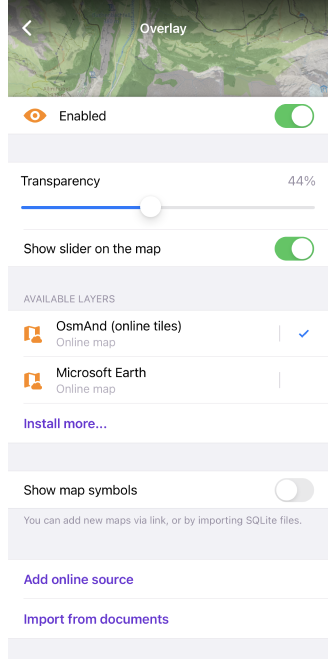 Overlay
Enabled
Transparency 44%
Show slider on the map
AVAILABLE LAYERS
OsmAnd (online tiles)
Online map
Microsoft Earth
Online map
Install more...
Show map symbols
You can add new maps via link, or by importing SQLite files.
Add online source
Import from documents